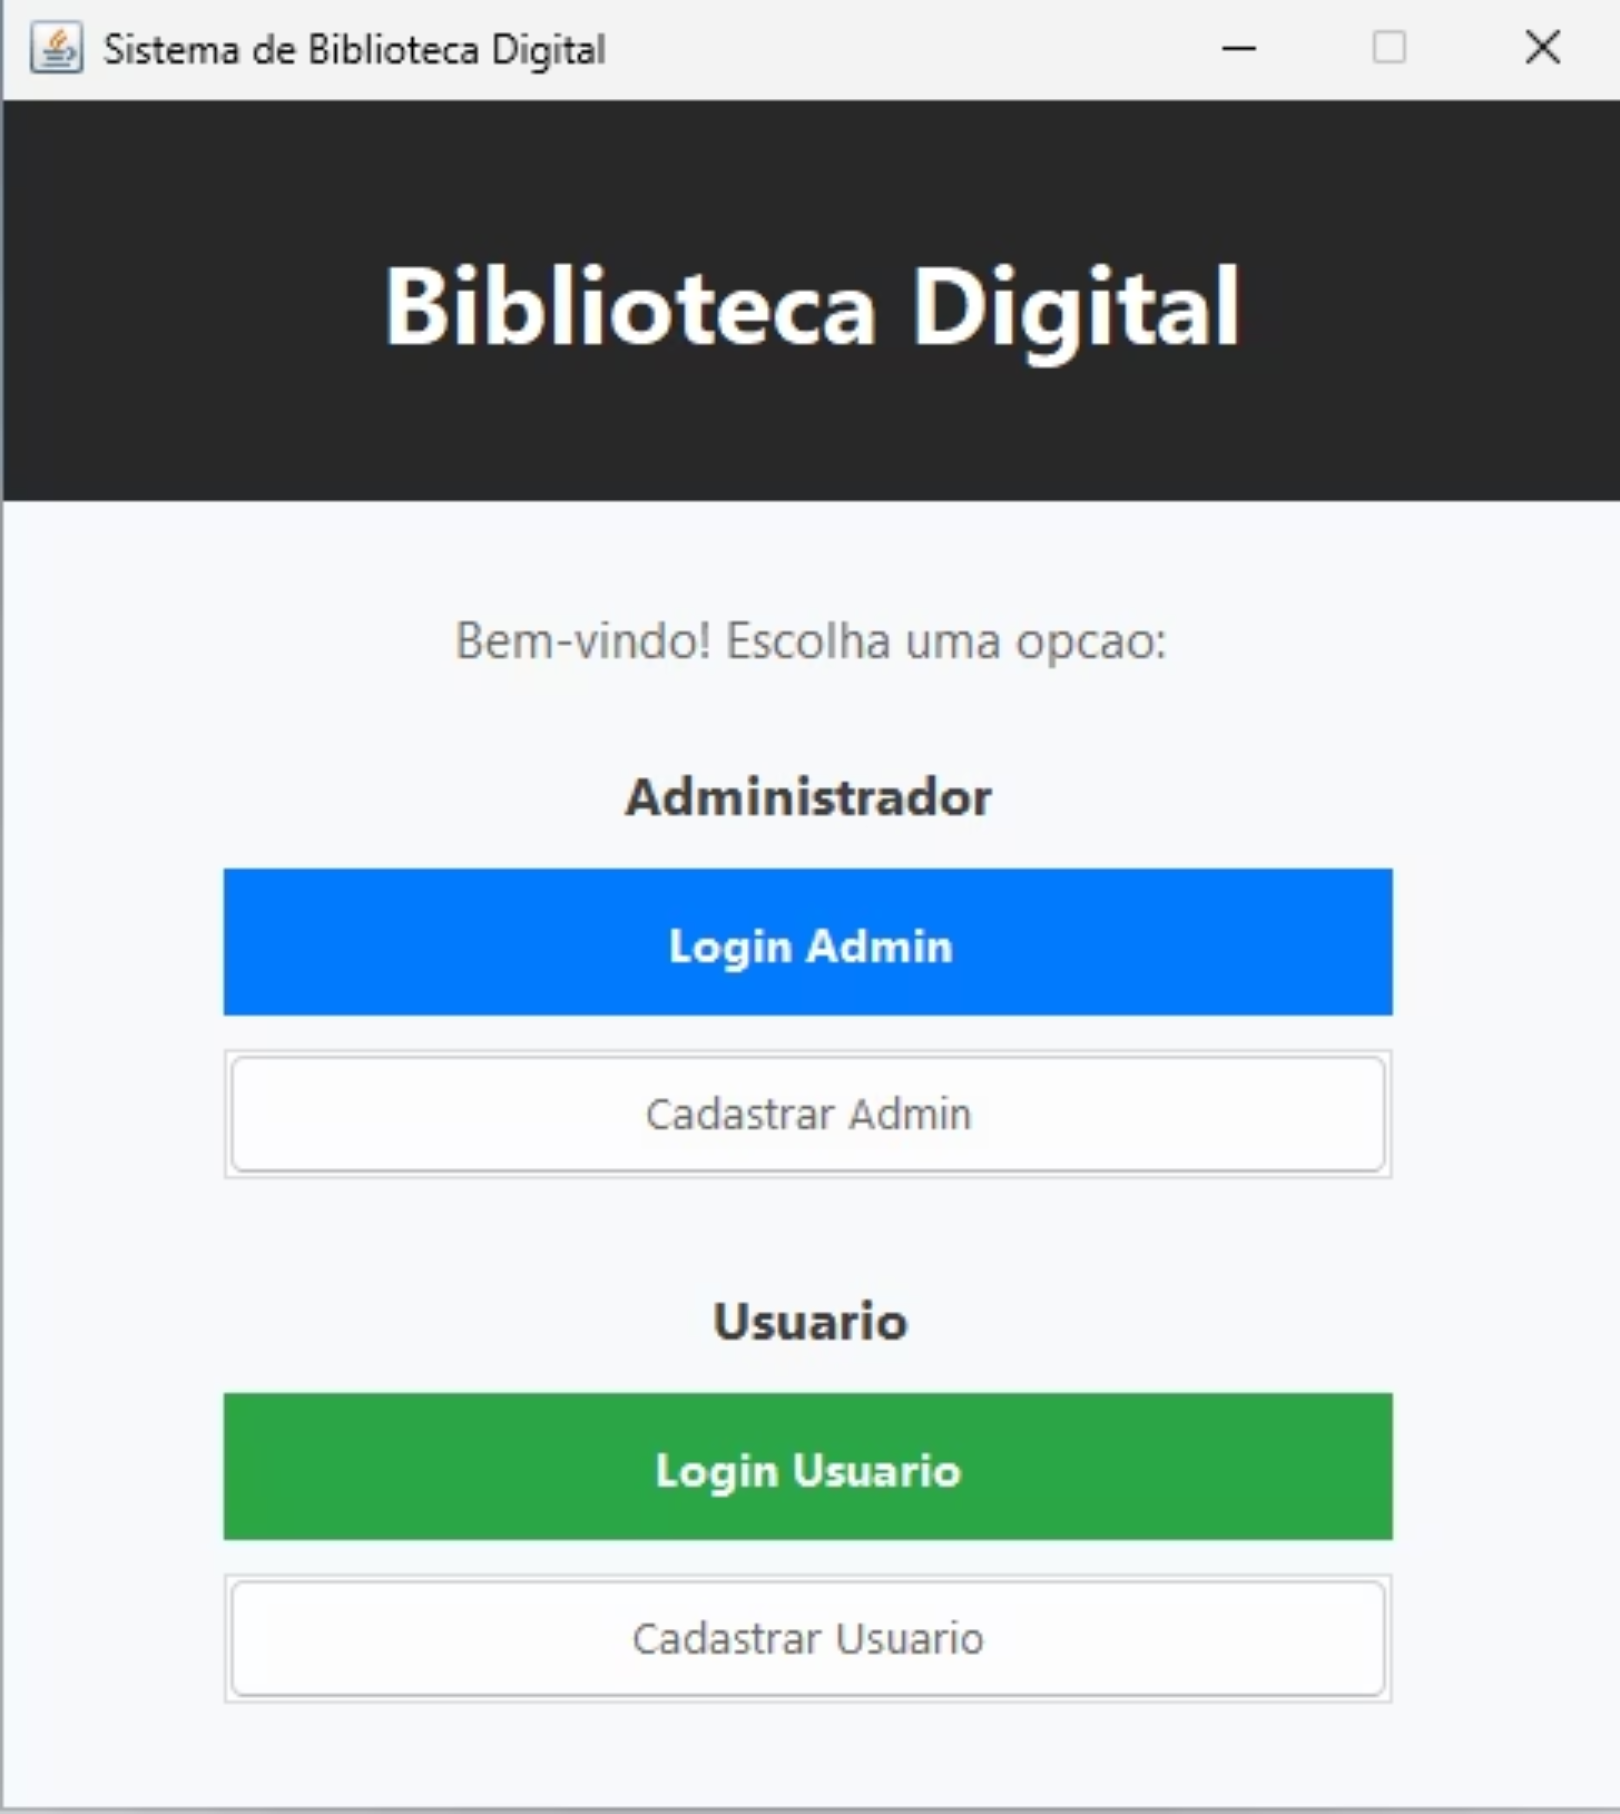 Sistema de Biblioteca Digital
Biblioteca Digital
Bem-vindo! Escolha uma opcao:
Administrador
Login Admin
Cadastrar Admin
Usuario
Login Usuario
Cadastrar Usuario